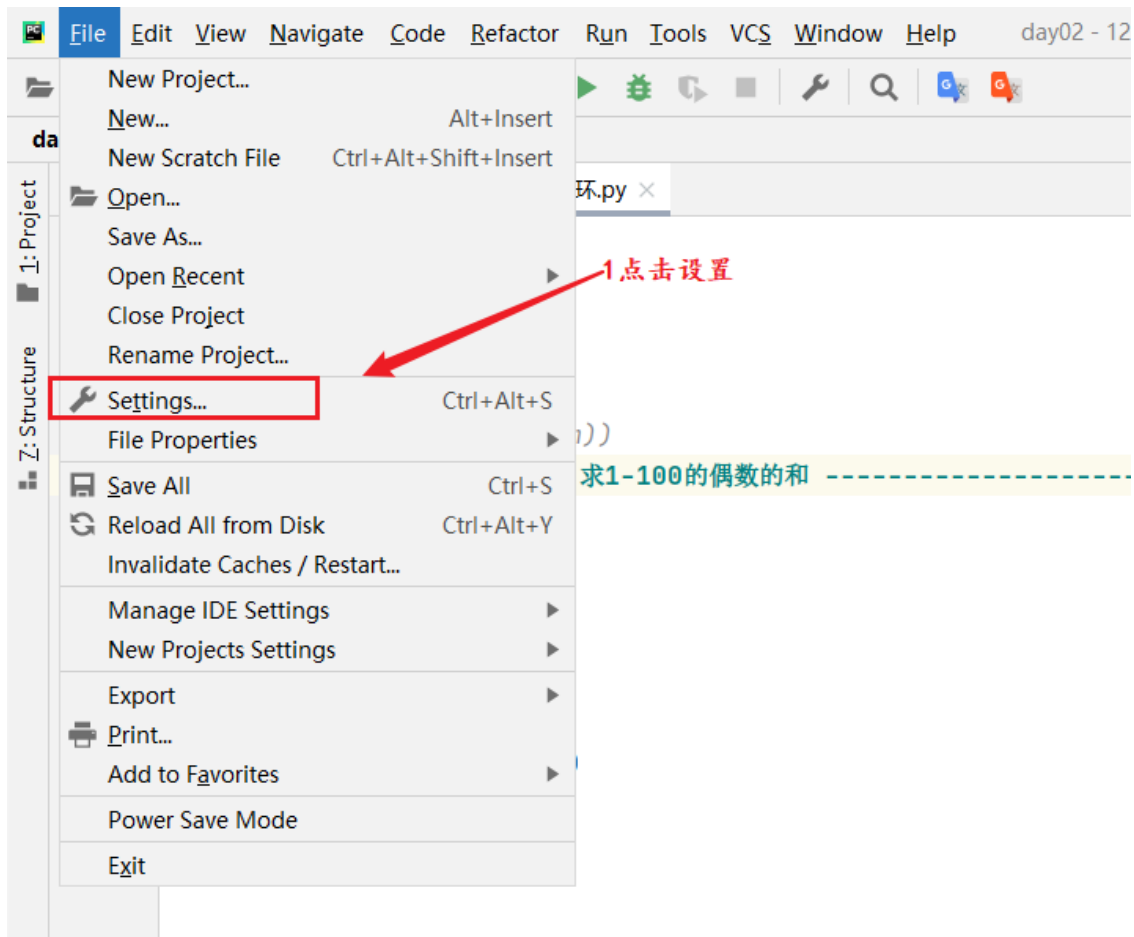 PC File Edit View Navigate Code Refactor Run Tools VCS Window Help day02 - 12
New Project...
New... Alt+Insert
da
New Scratch File Ctrl+Alt+Shift+Insert
Open...
环.py
Save As...
1: Project
Open Recent
1点击设置
Close Project
Rename Project...
Settings... Ctrl+Alt+S
Z: Structure
File Properties
))
求1-100的偶数的和 --------------------
Save All Ctrl+S
Reload All from Disk Ctrl+Alt+Y
Invalidate Caches / Restart...
Manage IDE Settings
New Projects Settings
Export
Print...
Add to Favorites
Power Save Mode
Exit